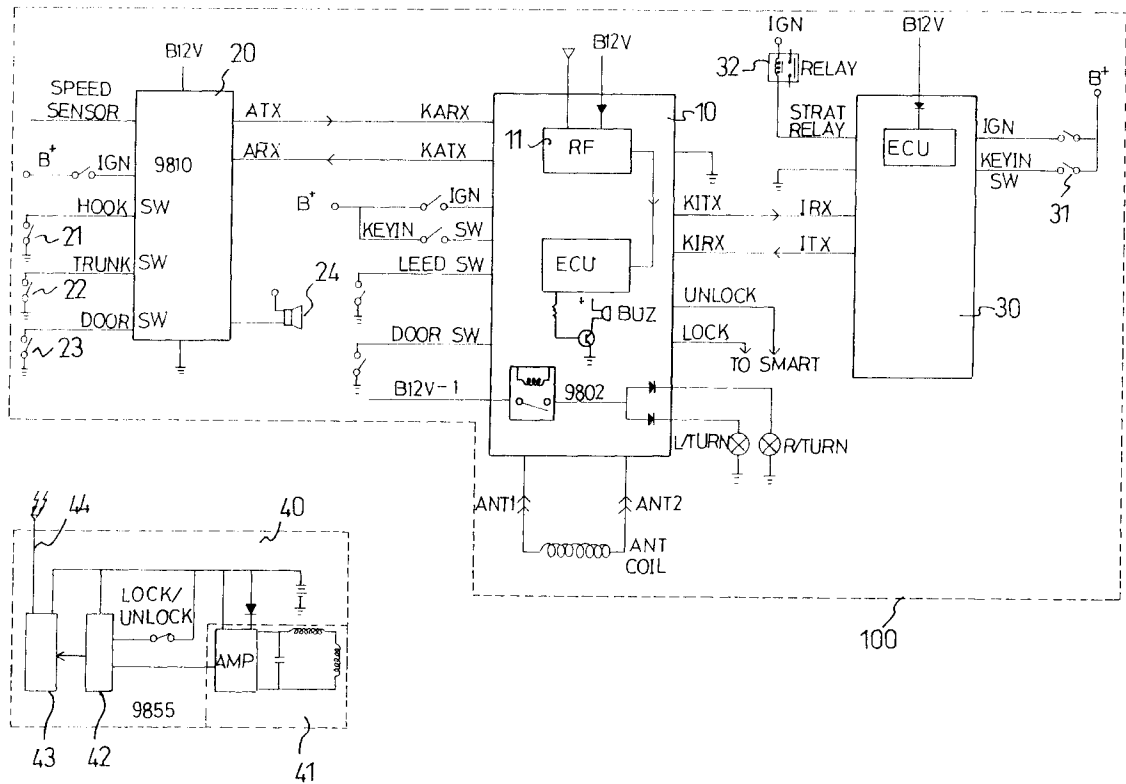 IGN
B12V
20
B12V
32
RELAY
B12V
SPEED
SENSOR
ATX
KARX
10
STRAT
RELAY
B+
11
RF
ECU
IGN
ARX
KATX
B+
IGN
9810
KEYIN
SW
31
HOOK
SW
21
B+
IGN
KEYIN
SW
KITX
IRX
TRUNK
SW
22
24
LEED SW
ECU
KIRX
ITX
DOOR
SW
23
+
BUZ
UNLOCK
30
DOOR SW
LOCK
TO SMART
B12V-1
9802
L/TURN
R/TURN
ANT1
ANT2
ANT
COIL
44
40
100
LOCK/
UNLOCK
AMP
9855
43
42
41